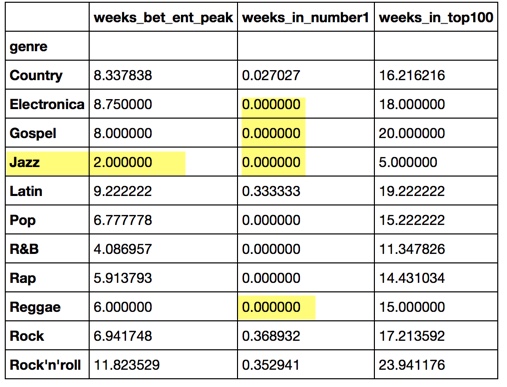 weeks_bet_ent_peak weeks_in_number1 weeks_in_top100
genre
Country 8.337838 0.027027 16.216216
Electronica 8.750000 0.000000 18.000000
Gospel 8.000000 0.000000 20.000000
Jazz 2.000000 0.000000 5.000000
Latin 9.222222 0.333333 19.222222
Pop 6.777778 0.000000 15.222222
R&B 4.086957 0.000000 11.347826
Rap 5.913793 0.000000 14.431034
Reggae 6.000000 0.000000 15.000000
Rock 6.941748 0.368932 17.213592
Rock'n'roll 11.823529 0.352941 23.941176